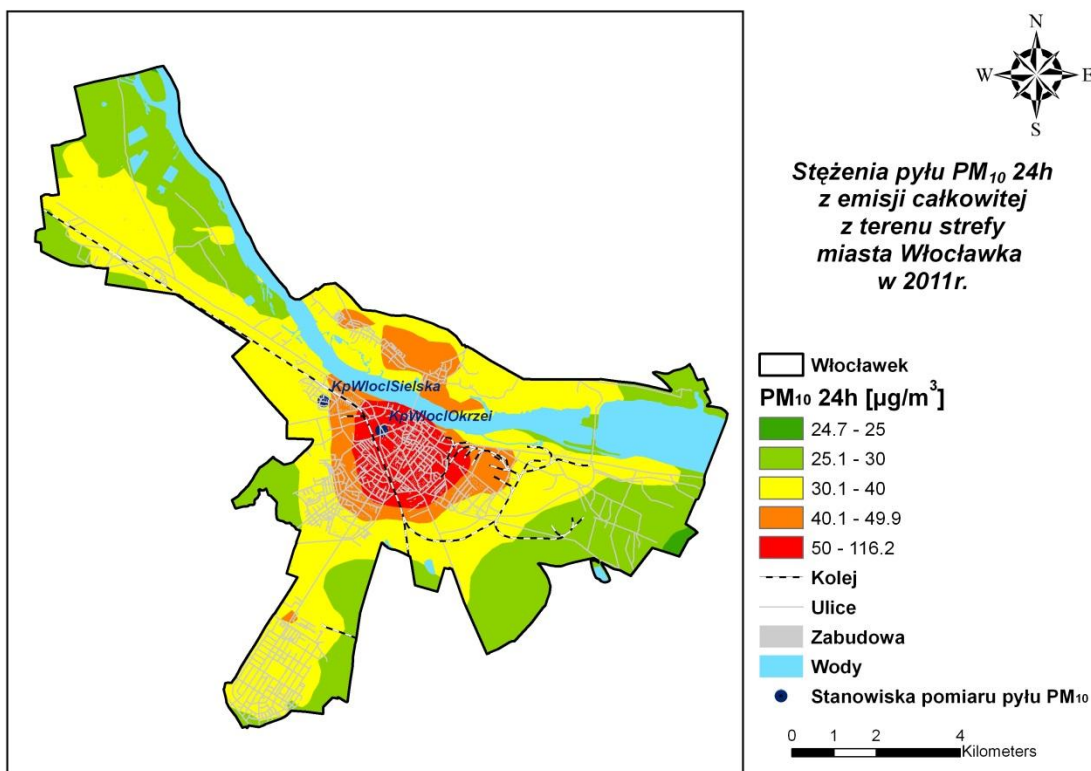 N
W E
S
Stężenia pyłu PM10 24h
z emisji całkowitej
z terenu strefy
miasta Włocławka
w 2011r.
KpWloclSielska
KpWloclOkrzei
Włocławek
PM10 24h [µg/m³]
24.7 - 25
25.1 - 30
30.1 - 40
40.1 - 49.9
50 - 116.2
Kolej
Ulice
Zabudowa
Wody
Stanowiska pomiaru pyłu PM10
0 1 2 4
Kilometers